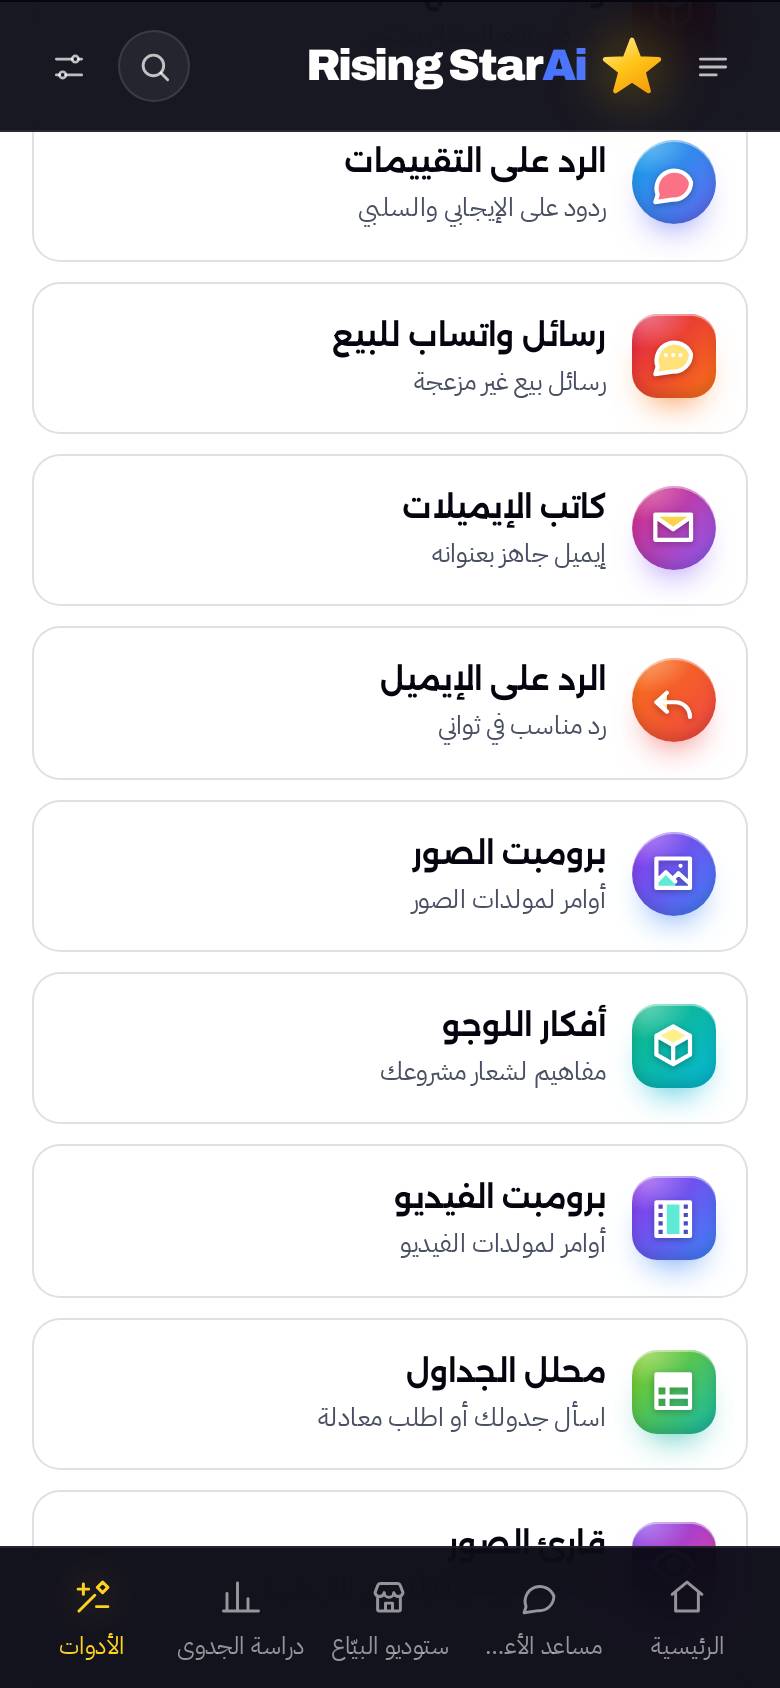 Rising StarAi
الرد على التقييمات
ردود على الإيجابي والسلبي
رسائل واتساب للبيع
رسائل بيع غير مزعجة
كاتب الإيميلات
إيميل جاهز بعنوانه
الرد على الإيميل
رد مناسب في ثواني
برومبت الصور
أوامر لمولدات الصور
أفكار اللوجو
مفاهيم لشعار مشروعك
برومبت الفيديو
أوامر لمولدات الفيديو
محلل الجداول
اسأل جدولك أو اطلب معادلة
قارئ الصور
الرئيسية
مساعد الأع...
ستوديو البيّاع
دراسة الجدوى
الأدوات